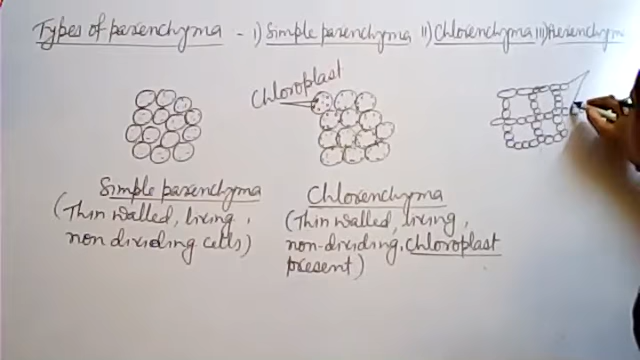 Types of parenchyma - i) Simple parenchyma ii) Chlorenchyma iii) Aerenchym
Chloroplast
Simple parenchyma
(Thin walled, living,
non dividing cells)
Chlorenchyma
(Thin walled, living,
non-dividing, chloroplast
present)